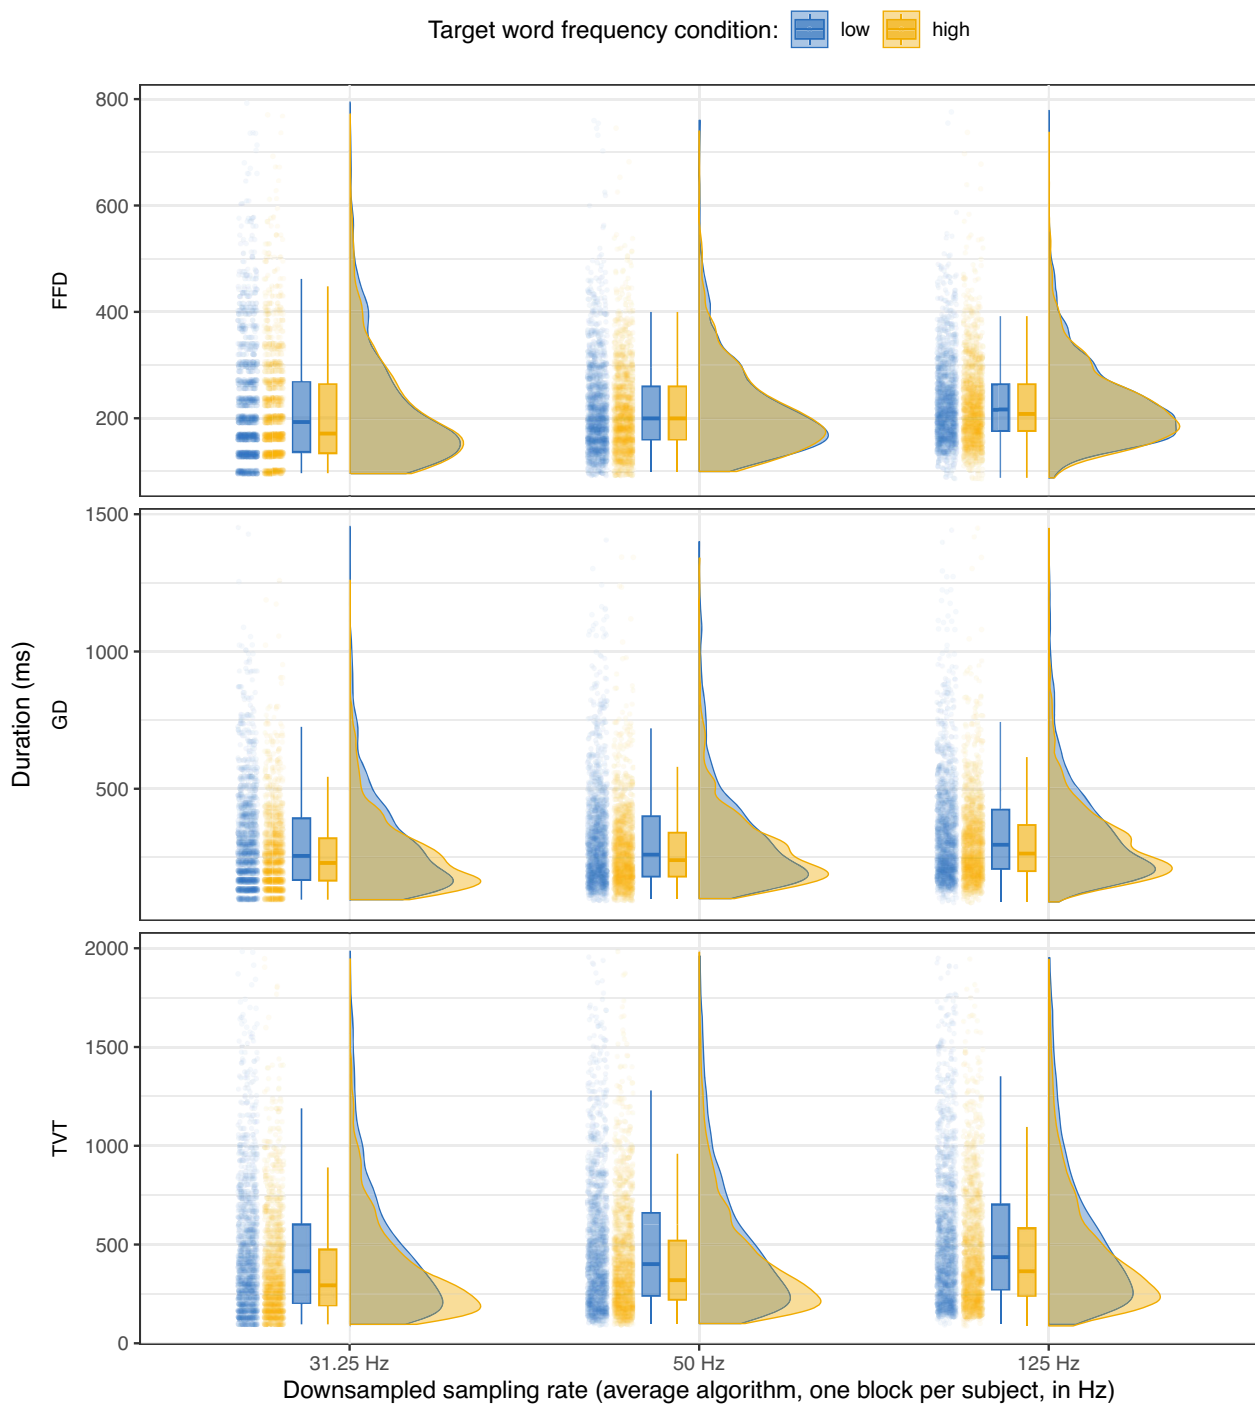 Target word frequency condition: low high
800
600
400
200
FFD
1500
1000
500
GD
Duration (ms)
2000
1500
1000
500
0
TVT
31.25 Hz 50 Hz 125 Hz
Downsampled sampling rate (average algorithm, one block per subject, in Hz)